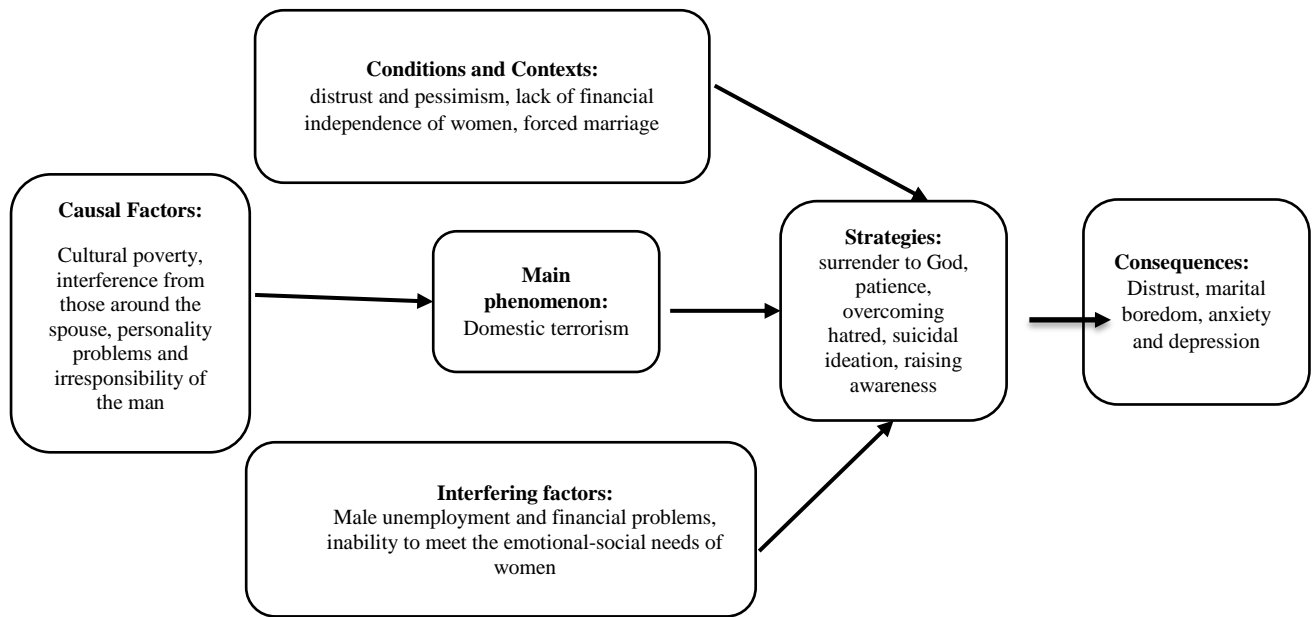 Conditions and Contexts:
distrust and pessimism, lack of financial
independence of women, forced marriage
Causal Factors:
Cultural poverty,
interference from
those around the
spouse, personality
problems and
irresponsibility of
the man
Main
phenomenon:
Domestic terrorism
Strategies:
surrender to God,
patience,
overcoming
hatred, suicidal
ideation, raising
awareness
Consequences:
Distrust, marital
boredom, anxiety
and depression
Interfering factors:
Male unemployment and financial problems,
inability to meet the emotional-social needs of
women